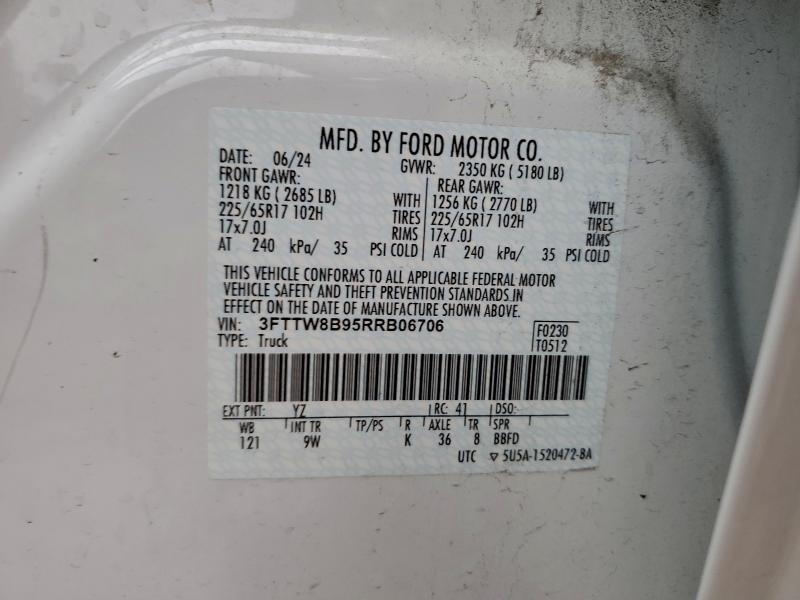 MFD. BY FORD MOTOR CO.
DATE: 06/24 GVWR: 2350 KG ( 5180 LB)
FRONT GAWR: REAR GAWR:
1218 KG ( 2685 LB) WITH 1256 KG ( 2770 LB) WITH
225/65R17 102H TIRES 225/65R17 102H TIRES
17x7.0J RIMS 17x7.0J RIMS
AT 240 kPa/ 35 PSI COLD AT 240 kPa/ 35 PSI COLD
THIS VEHICLE CONFORMS TO ALL APPLICABLE FEDERAL MOTOR
VEHICLE SAFETY AND THEFT PREVENTION STANDARDS IN
EFFECT ON THE DATE OF MANUFACTURE SHOWN ABOVE.
VIN: 3FTTW8B95RRB06706 F0230
TYPE: Truck T0512
EXT PNT: YZ RC: 41 DSO:
WB INT TR TP/PS R AXLE TR SPR
121 9W K 36 8 BBFD
UTC ▽ 5U5A-1520472-BA